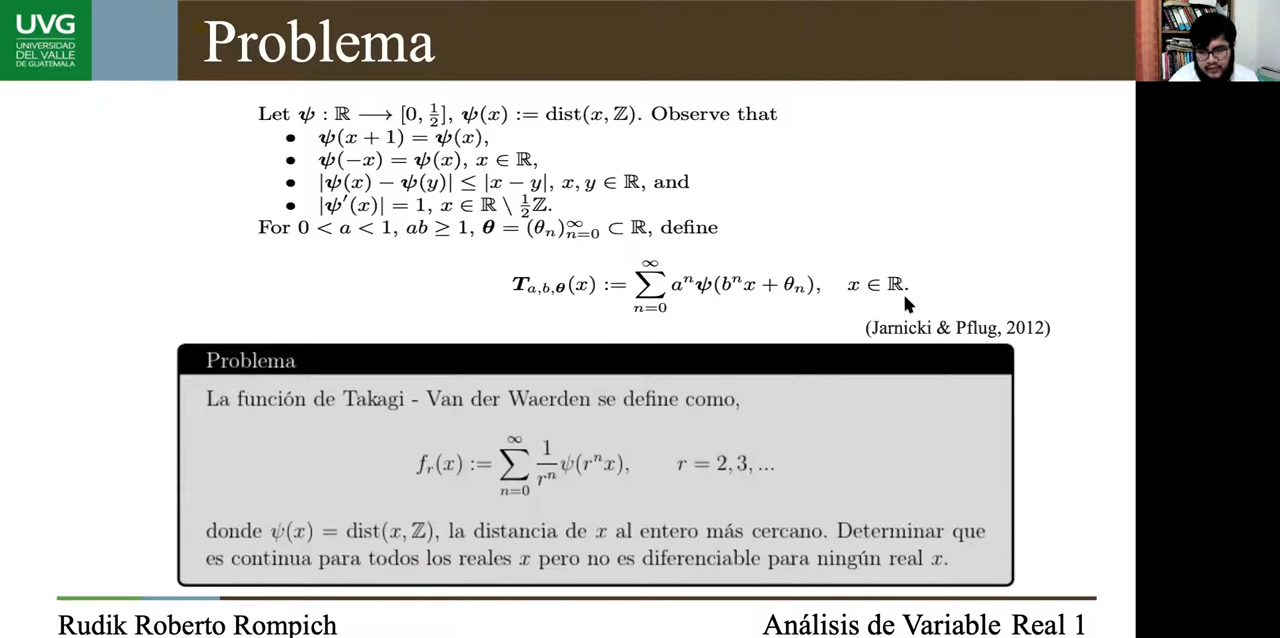 UVG
UNIVERSIDAD
DEL VALLE
DE GUATEMALA
Problema
Let ψ : ℝ ⟶ [0, 1/2], ψ(x) := dist(x, ℤ). Observe that
• ψ(x + 1) = ψ(x),
• ψ(−x) = ψ(x), x ∈ ℝ,
• |ψ(x) − ψ(y)| ≤ |x − y|, x, y ∈ ℝ, and
• |ψ′(x)| = 1, x ∈ ℝ \ 1/2 ℤ.
For 0 < a < 1, ab ≥ 1, θ = (θ_n)_{n=0}^∞ ⊂ ℝ, define
T_{a,b,θ}(x) := ∑_{n=0}^∞ a^n ψ(b^n x + θ_n), x ∈ ℝ.
(Jarnicki & Pflug, 2012)
Problema
La función de Takagi - Van der Waerden se define como,
f_r(x) := ∑_{n=0}^∞ 1/r^n ψ(r^n x), r = 2, 3, ...
donde ψ(x) = dist(x, ℤ), la distancia de x al entero más cercano. Determinar que
es continua para todos los reales x pero no es diferenciable para ningún real x.
Rudik Roberto Rompich
Análisis de Variable Real 1